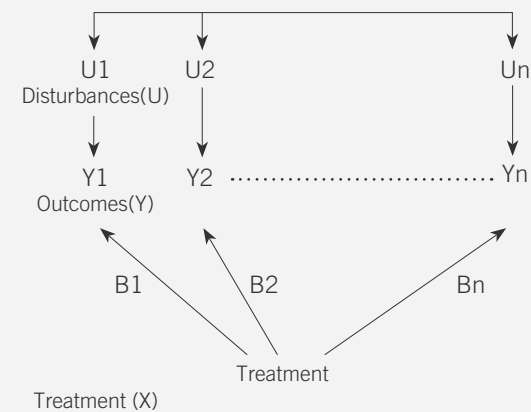 U1 U2 Un
Disturbances(U)
Y1 Y2 Yn
Outcomes(Y)
B1 B2 Bn
Treatment
Treatment (X)